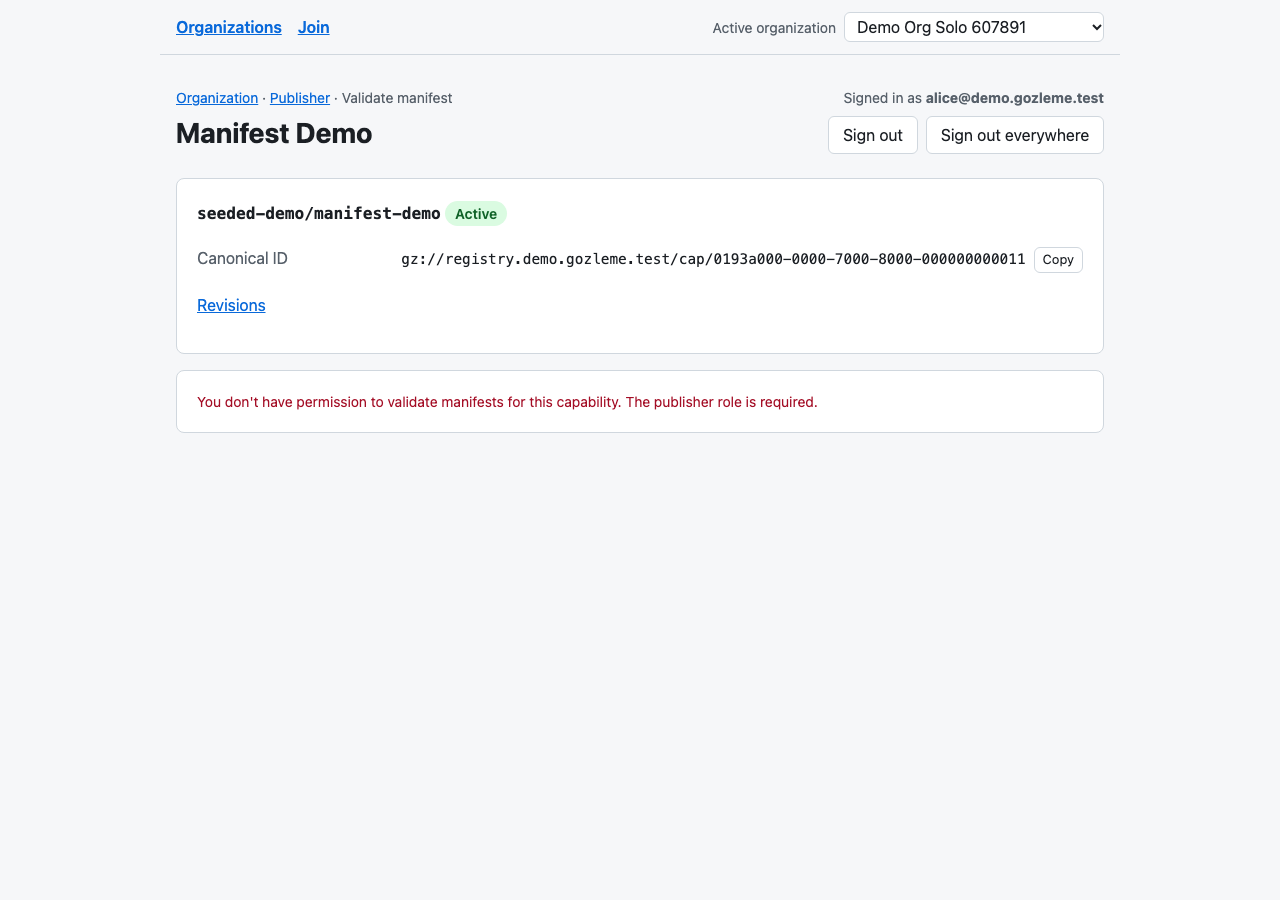 Organizations Join Active organization Demo Org Solo 607891
Organization · Publisher · Validate manifest Signed in as alice@demo.gozleme.test
Manifest Demo Sign out Sign out everywhere
seeded-demo/manifest-demo Active
Canonical ID gz://registry.demo.gozleme.test/cap/0193a000-0000-7000-8000-000000000011 Copy
Revisions
You don't have permission to validate manifests for this capability. The publisher role is required.